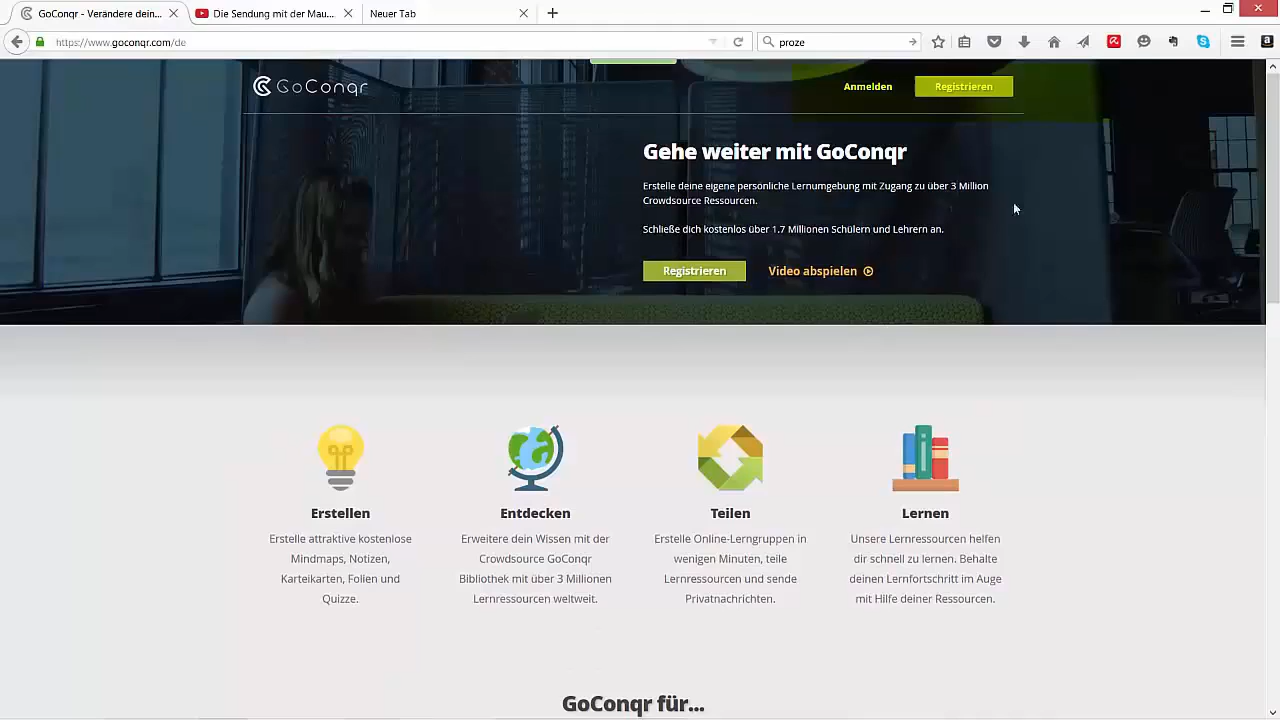 GoConqr - Verändere dein...
Die Sendung mit der Mau...
Neuer Tab
https://www.goconqr.com/de
proze
GoConqr
Anmelden
Registrieren
Gehe weiter mit GoConqr
Erstelle deine eigene persönliche Lernumgebung mit Zugang zu über 3 Million
Crowdsource Ressourcen.
Schließe dich kostenlos über 1.7 Millionen Schülern und Lehrern an.
Registrieren
Video abspielen
Erstellen
Erstelle attraktive kostenlose
Mindmaps, Notizen,
Karteikarten, Folien und
Quizze.
Entdecken
Erweitere dein Wissen mit der
Crowdsource GoConqr
Bibliothek mit über 3 Millionen
Lernressourcen weltweit.
Teilen
Erstelle Online-Lerngruppen in
wenigen Minuten, teile
Lernressourcen und sende
Privatnachrichten.
Lernen
Unsere Lernressourcen helfen
dir schnell zu lernen. Behalte
deinen Lernfortschritt im Auge
mit Hilfe deiner Ressourcen.
GoConqr für...